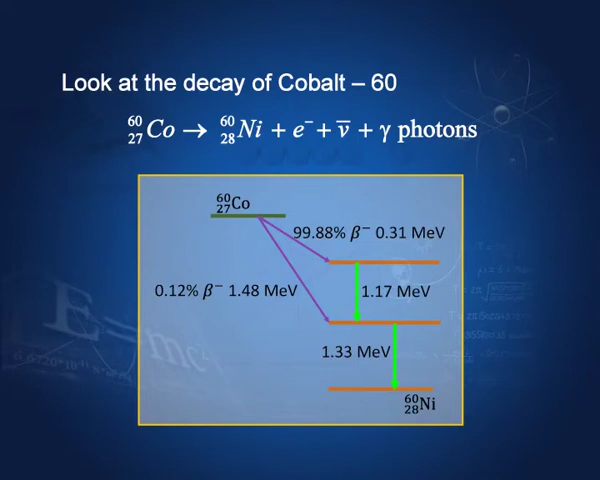 Look at the decay of Cobalt – 60
⁶⁰₂₇Co → ⁶⁰₂₈Ni + e⁻ + ν̅ + γ photons
⁶⁰₂₇Co
99.88% β⁻ 0.31 MeV
0.12% β⁻ 1.48 MeV
1.17 MeV
1.33 MeV
⁶⁰₂₈Ni
E=mc²